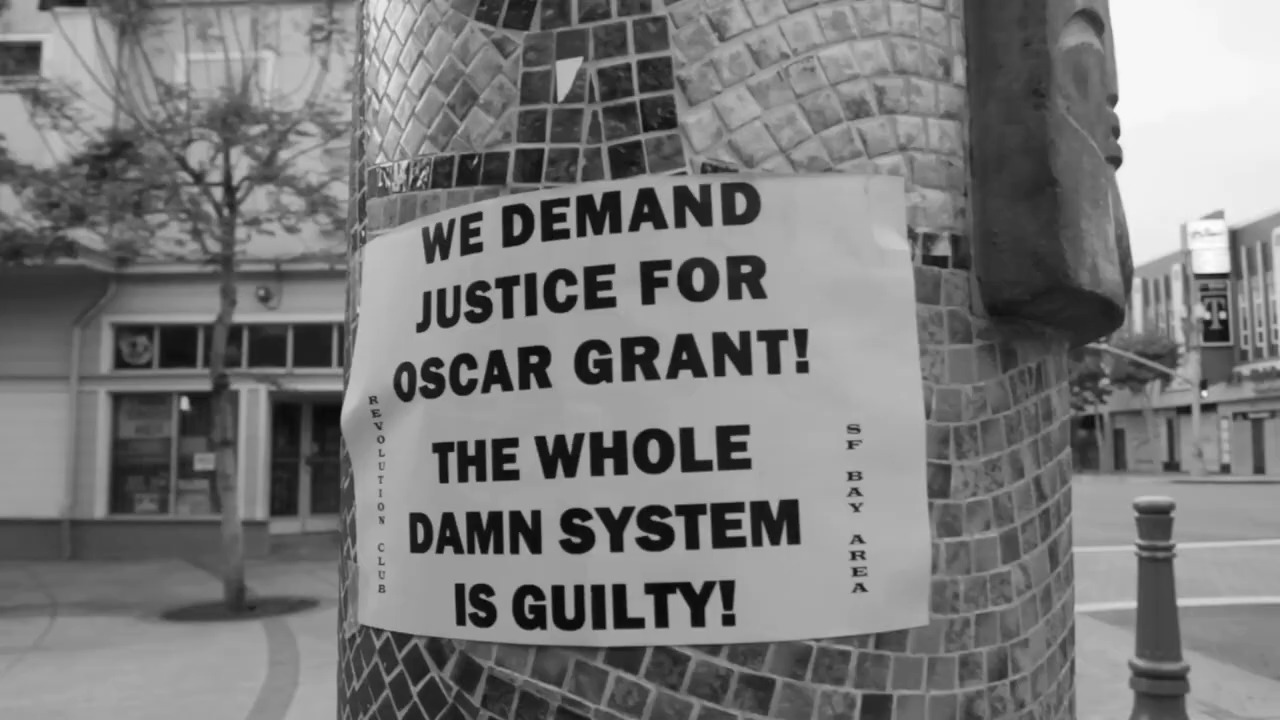 WE DEMAND
JUSTICE FOR
OSCAR GRANT!
THE WHOLE
DAMN SYSTEM
IS GUILTY!
REVOLUTION CLUB
SF BAY AREA
T